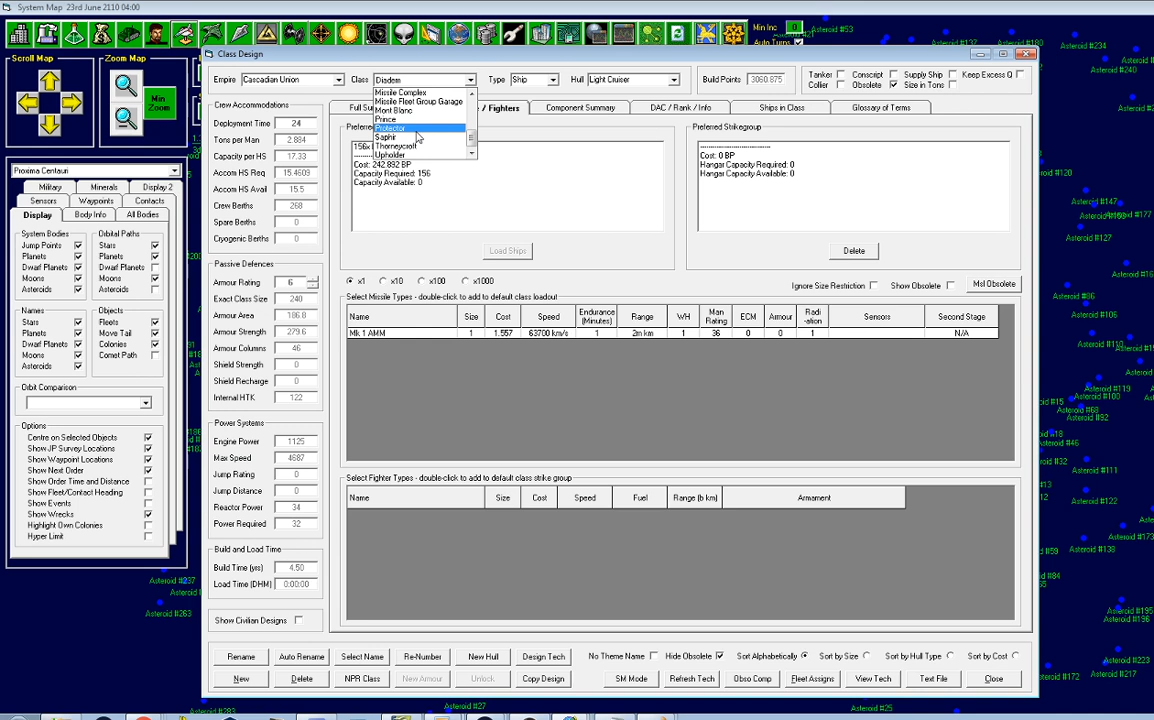 System Map  23rd June 2110 04:00
Min Inc 0
Auto Turns
Scroll Map
Zoom Map
Min Zoom
Proxima Centauri
Military Minerals Display 2
Sensors Waypoints Contacts
Display Body Info All Bodies
System Bodies
Jump Points
Planets
Dwarf Planets
Moons
Asteroids
Orbital Paths
Stars
Planets
Dwarf Planets
Moons
Asteroids
Names
Stars
Planets
Dwarf Planets
Moons
Asteroids
Objects
Fleets
Move Tail
Colonies
Comet Path
Orbit Comparison
Options
Centre on Selected Objects
Show JP Survey Locations
Show Waypoint Locations
Show Next Order
Show Order Time and Distance
Show Fleet/Contact Heading
Show Events
Show Wrecks
Highlight Own Colonies
Hyper Limit
Class Design
Empire Cascadian Union Class Diadem Type Ship Hull Light Cruiser Build Points 3060.875
Tanker Conscript Supply Ship Keep Excess Q
Collier Obsolete Size in Tons
Missile Complex
Missile Fleet Group Garage
Mont Blanc
Prince
Protector
Saphir
Thorneycroft
Upholder
Full Su / Fighters Component Summary DAC / Rank / Info Ships in Class Glossary of Terms
Crew Accommodations
Deployment Time 24
Tons per Man 2.884
Capacity per HS 17.33
Accom HS Req 15.4609
Accom HS Avail 15.5
Crew Berths 268
Spare Berths 0
Cryogenic Berths 0
Passive Defences
Armour Rating 6
Exact Class Size 240
Armour Area 186.8
Armour Strength 279.6
Armour Columns 46
Shield Strength 0
Shield Recharge 0
Internal HTK 122
Power Systems
Engine Power 1125
Max Speed 4687
Jump Rating 0
Jump Distance 0
Reactor Power 34
Power Required 32
Build and Load Time
Build Time (yrs) 4.50
Load Time (DHM) 0:00:00
Show Civilian Designs
Cost: 242.892 BP
Capacity Required: 156
Capacity Available: 0
Load Ships
Preferred Strikegroup
Cost: 0 BP
Hangar Capacity Required: 0
Hangar Capacity Available: 0
Delete
x1 x10 x100 x1000
Ignore Size Restriction Show Obsolete Msl Obsolete
Select Missile Types - double-click to add to default class loadout
Name Size Cost Speed Endurance (Minutes) Range WH Man Rating ECM Armour Radi -ation Sensors Second Stage
Mk 1 AMM 1 1.557 63700 km/s 1 2m km 1 36 0 0 1 N/A
Select Fighter Types - double-click to add to default class strike group
Name Size Cost Speed Fuel Range (b km) Armament
Rename Auto Rename Select Name Re-Number New Hull Design Tech
No Theme Name Hide Obsolete Sort Alphabetically Sort by Size Sort by Hull Type Sort by Cost
New Delete NPR Class New Armour Unlock Copy Design SM Mode Refresh Tech Obso Comp Fleet Assigns View Tech Text File Close
Asteroid #53
Asteroid #234
Asteroid #240
Asteroid #120
Asteroid #147
Asteroid #127
Asteroid #86
Asteroid #106
Asteroid #119
Asteroid #100
Asteroid #68
Asteroid #92
Asteroid #111
Asteroid #122
Asteroid #138
Asteroid #196
Asteroid #172
Asteroid #217
Asteroid #237
Asteroid #263
Asteroid #283
Asteroid #27
Asteroid #25